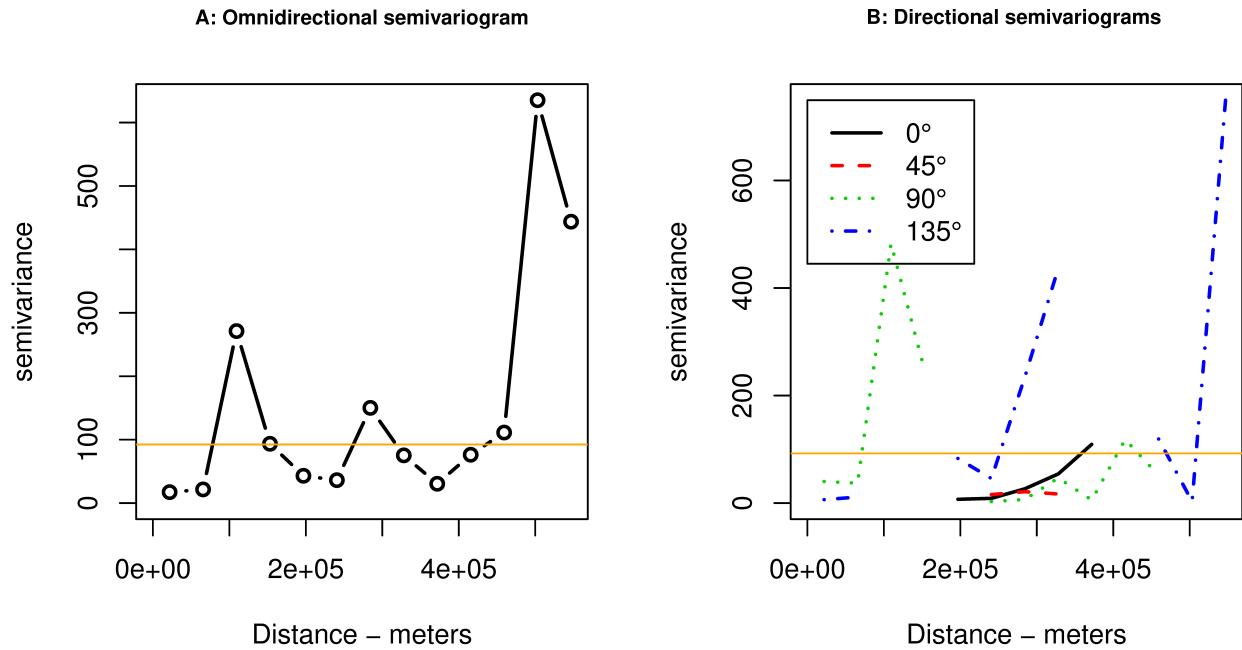 A: Omnidirectional semivariogram
semivariance
0 100 300 500
0e+00 2e+05 4e+05
Distance − meters
B: Directional semivariograms
0°
45°
90°
135°
semivariance
0 200 400 600
0e+00 2e+05 4e+05
Distance − meters